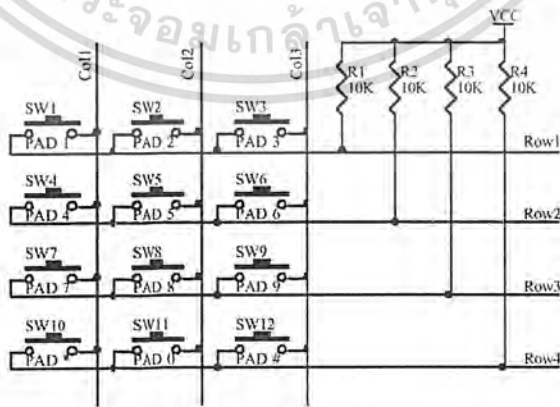 จอมเกล้าเจ้า
VCC
Col1
Col2
Col3
R1 R2 R3 R4
10K 10K 10K 10K
SW1 SW2 SW3
PAD 1 PAD 2 PAD 3
Row1
SW4 SW5 SW6
PAD 4 PAD 5 PAD 6
Row2
SW7 SW8 SW9
PAD 7 PAD 8 PAD 9
Row3
SW10 SW11 SW12
PAD * PAD 0 PAD #
Row4